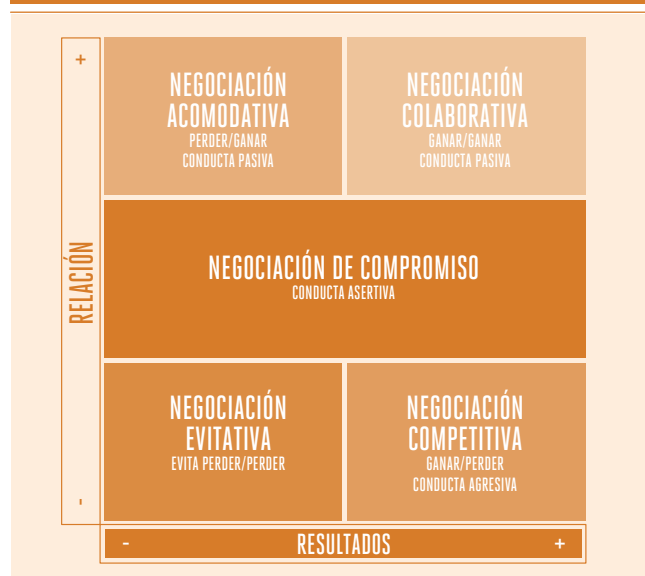 +
NEGOCIACIÓN
ACOMODATIVA
PERDER/GANAR
CONDUCTA PASIVA
NEGOCIACIÓN
COLABORATIVA
GANAR/GANAR
CONDUCTA PASIVA
RELACIÓN
NEGOCIACIÓN DE COMPROMISO
CONDUCTA ASERTIVA
NEGOCIACIÓN
EVITATIVA
EVITA PERDER/PERDER
NEGOCIACIÓN
COMPETITIVA
GANAR/PERDER
CONDUCTA AGRESIVA
-
- RESULTADOS +